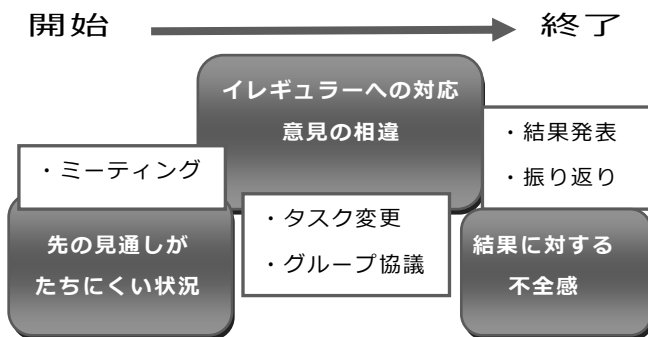 開始
終了
イレギュラーへの対応
意見の相違
・結果発表
・振り返り
・ミーティング
・タスク変更
・グループ協議
先の見通しが
たちにくい状況
結果に対する
不全感